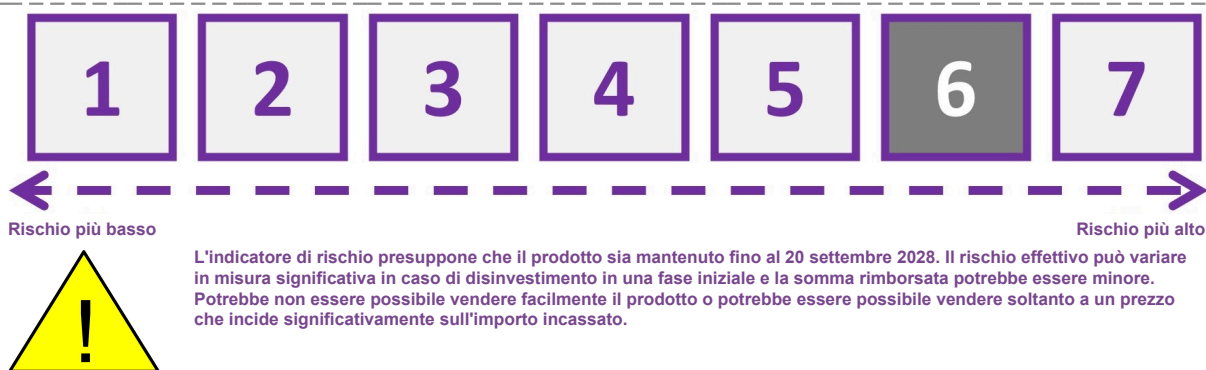 1 2 3 4 5 6 7
Rischio più basso Rischio più alto
!
L'indicatore di rischio presuppone che il prodotto sia mantenuto fino al 20 settembre 2028. Il rischio effettivo può variare
in misura significativa in caso di disinvestimento in una fase iniziale e la somma rimborsata potrebbe essere minore.
Potrebbe non essere possibile vendere facilmente il prodotto o potrebbe essere possibile vendere soltanto a un prezzo
che incide significativamente sull'importo incassato.